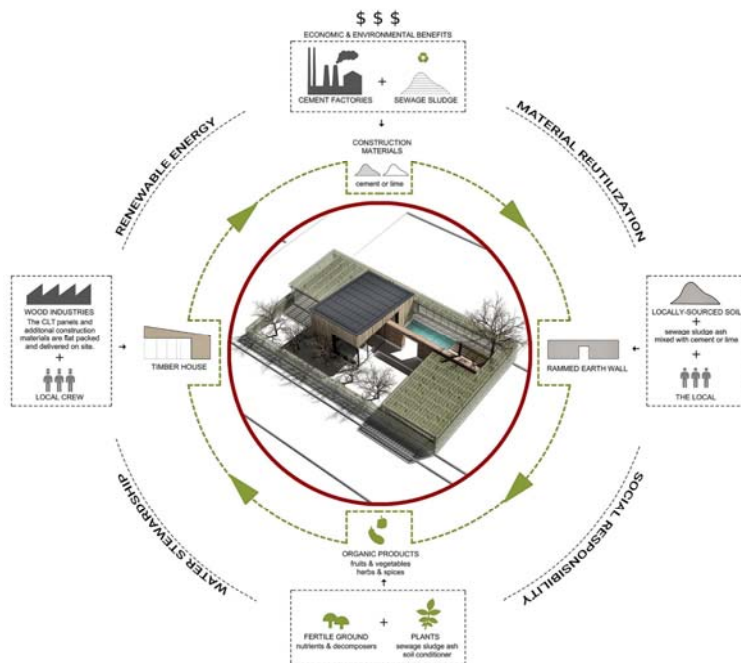 $ $ $
ECONOMIC & ENVIRONMENTAL BENEFITS
CEMENT FACTORIES
+
SEWAGE SLUDGE
CONSTRUCTION
MATERIALS
cement or lime
RENEWABLE ENERGY
MATERIAL REUTILIZATION
WOOD INDUSTRIES
The CLT panels and
additonal construction
materials are flat packed
and delivered on site.
+
LOCAL CREW
TIMBER HOUSE
RAMMED EARTH WALL
LOCALLY-SOURCED SOIL
+
sewage sludge ash
mixed with cement or lime
+
THE LOCAL
WATER STEWARDSHIP
SOCIAL RESPONSIBILITY
ORGANIC PRODUCTS
fruits & vegetables
herbs & spices
FERTILE GROUND
nutrients & decomposers
+
PLANTS
sewage sludge ash
soil conditioner